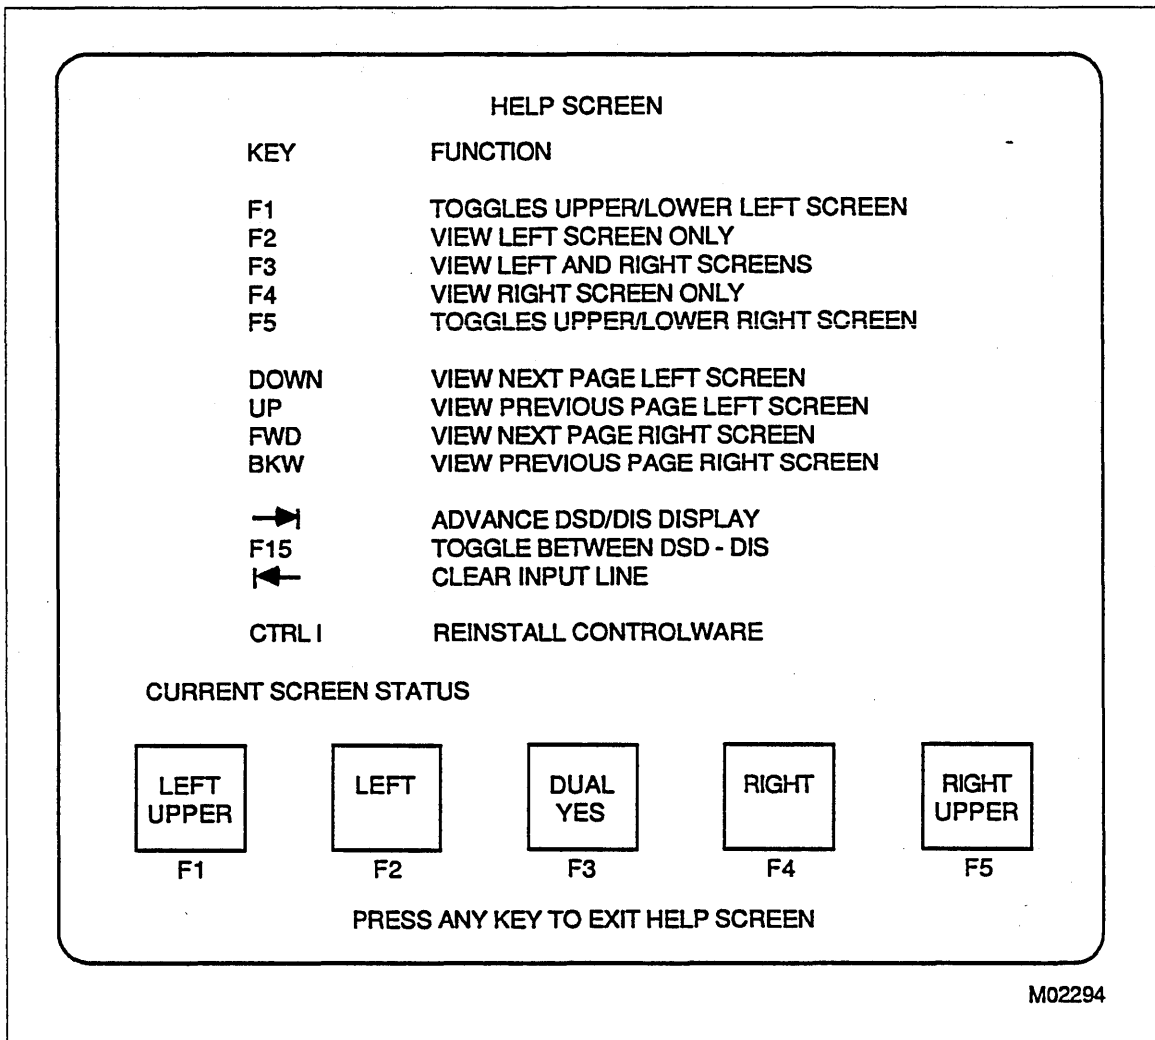 HELP SCREEN
KEY FUNCTION
F1 TOGGLES UPPER/LOWER LEFT SCREEN
F2 VIEW LEFT SCREEN ONLY
F3 VIEW LEFT AND RIGHT SCREENS
F4 VIEW RIGHT SCREEN ONLY
F5 TOGGLES UPPER/LOWER RIGHT SCREEN
DOWN VIEW NEXT PAGE LEFT SCREEN
UP VIEW PREVIOUS PAGE LEFT SCREEN
FWD VIEW NEXT PAGE RIGHT SCREEN
BKW VIEW PREVIOUS PAGE RIGHT SCREEN
ADVANCE DSD/DIS DISPLAY
F15 TOGGLE BETWEEN DSD - DIS
CLEAR INPUT LINE
CTRL I REINSTALL CONTROLWARE
CURRENT SCREEN STATUS
LEFT UPPER
LEFT
DUAL YES
RIGHT
RIGHT UPPER
F1 F2 F3 F4 F5
PRESS ANY KEY TO EXIT HELP SCREEN
M02294